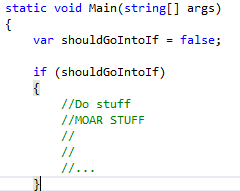 static void Main(string[] args)
{
    var shouldGoIntoIf = false;

    if (shouldGoIntoIf)
    {
        //Do stuff
        //MOAR STUFF
        //
        //
        //...
    }